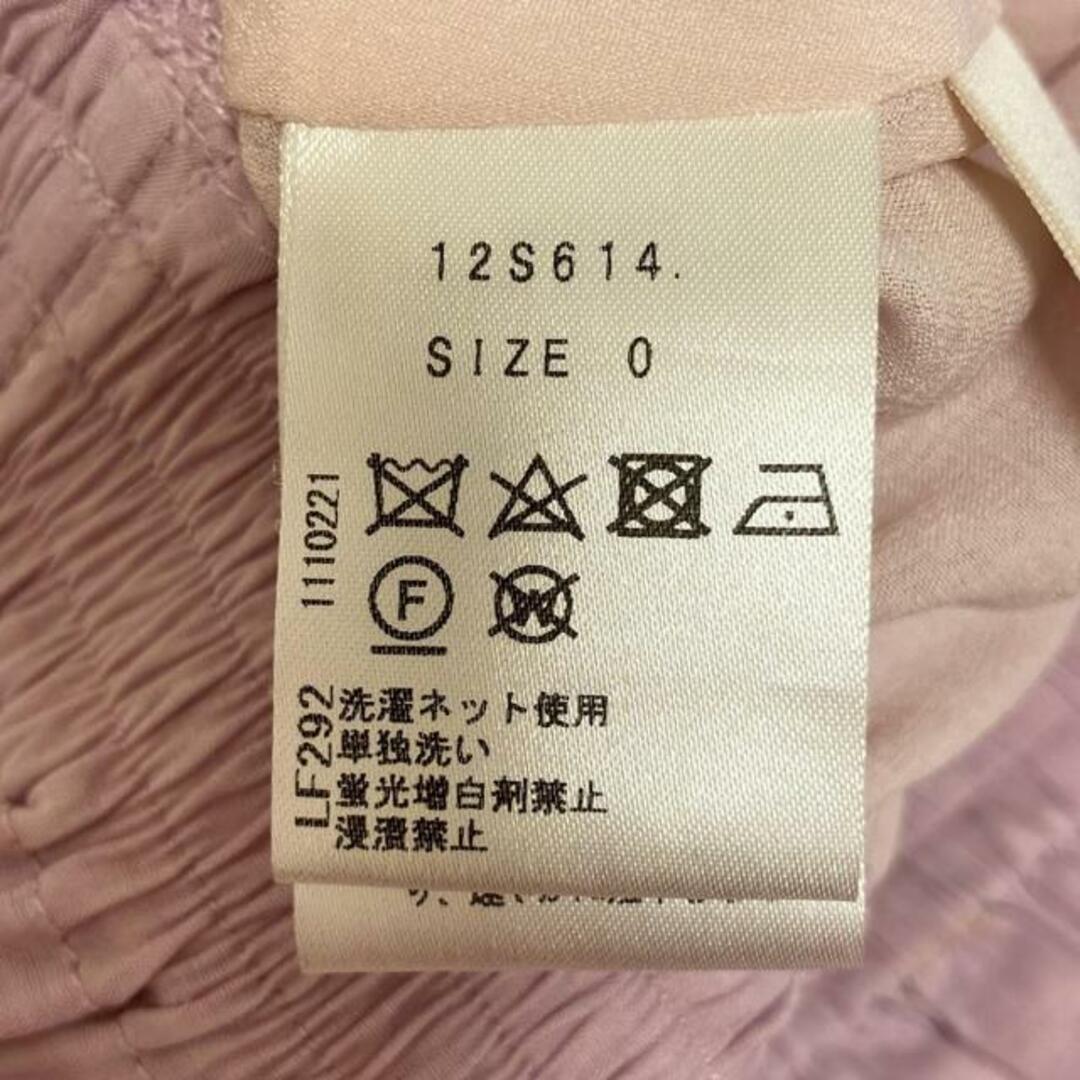 12S614.
SIZE 0
1110221
F
W
LF292
洗濯ネット使用
単独洗い
蛍光増白剤禁止
浸漬禁止